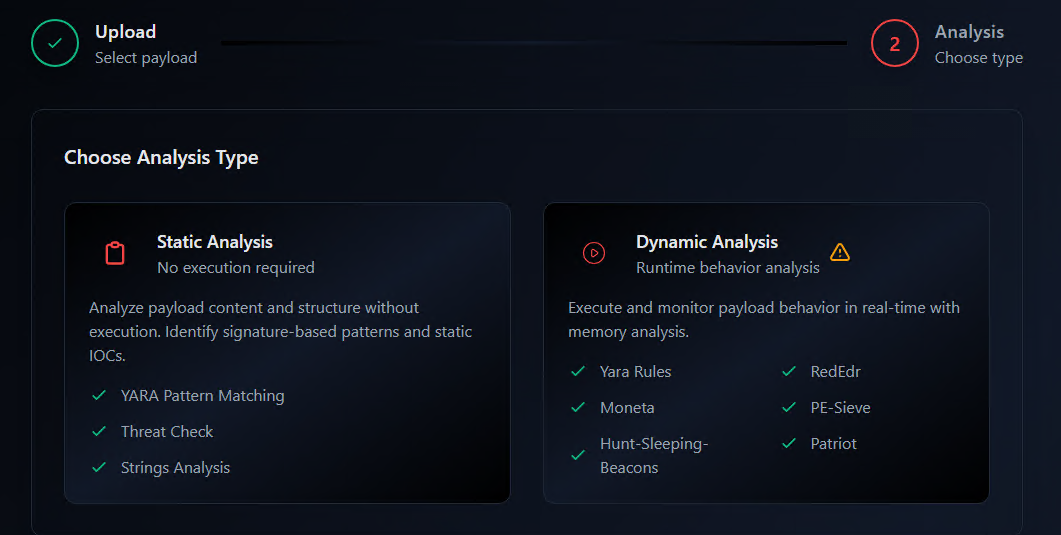 Upload
Select payload
2
Analysis
Choose type
Choose Analysis Type
Static Analysis
No execution required
Analyze payload content and structure without
execution. Identify signature-based patterns and static
IOCs.
YARA Pattern Matching
Threat Check
Strings Analysis
Dynamic Analysis
Runtime behavior analysis
Execute and monitor payload behavior in real-time with
memory analysis.
Yara Rules
Moneta
Hunt-Sleeping-
Beacons
RedEdr
PE-Sieve
Patriot